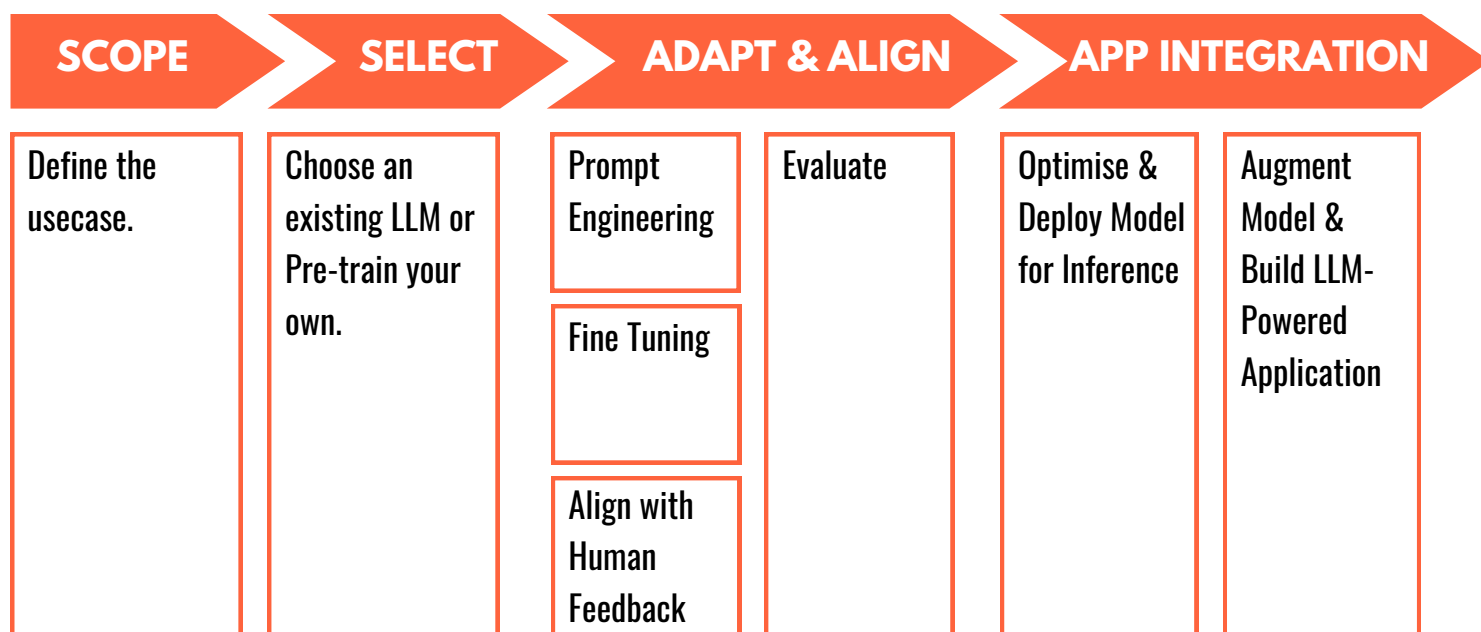 SCOPE
SELECT
ADAPT & ALIGN
APP INTEGRATION
Define the
usecase.
Choose an
existing LLM or
Pre-train your
own.
Prompt
Engineering
Fine Tuning
Align with
Human
Feedback
Evaluate
Optimise &
Deploy Model
for Inference
Augment
Model &
Build LLM-
Powered
Application